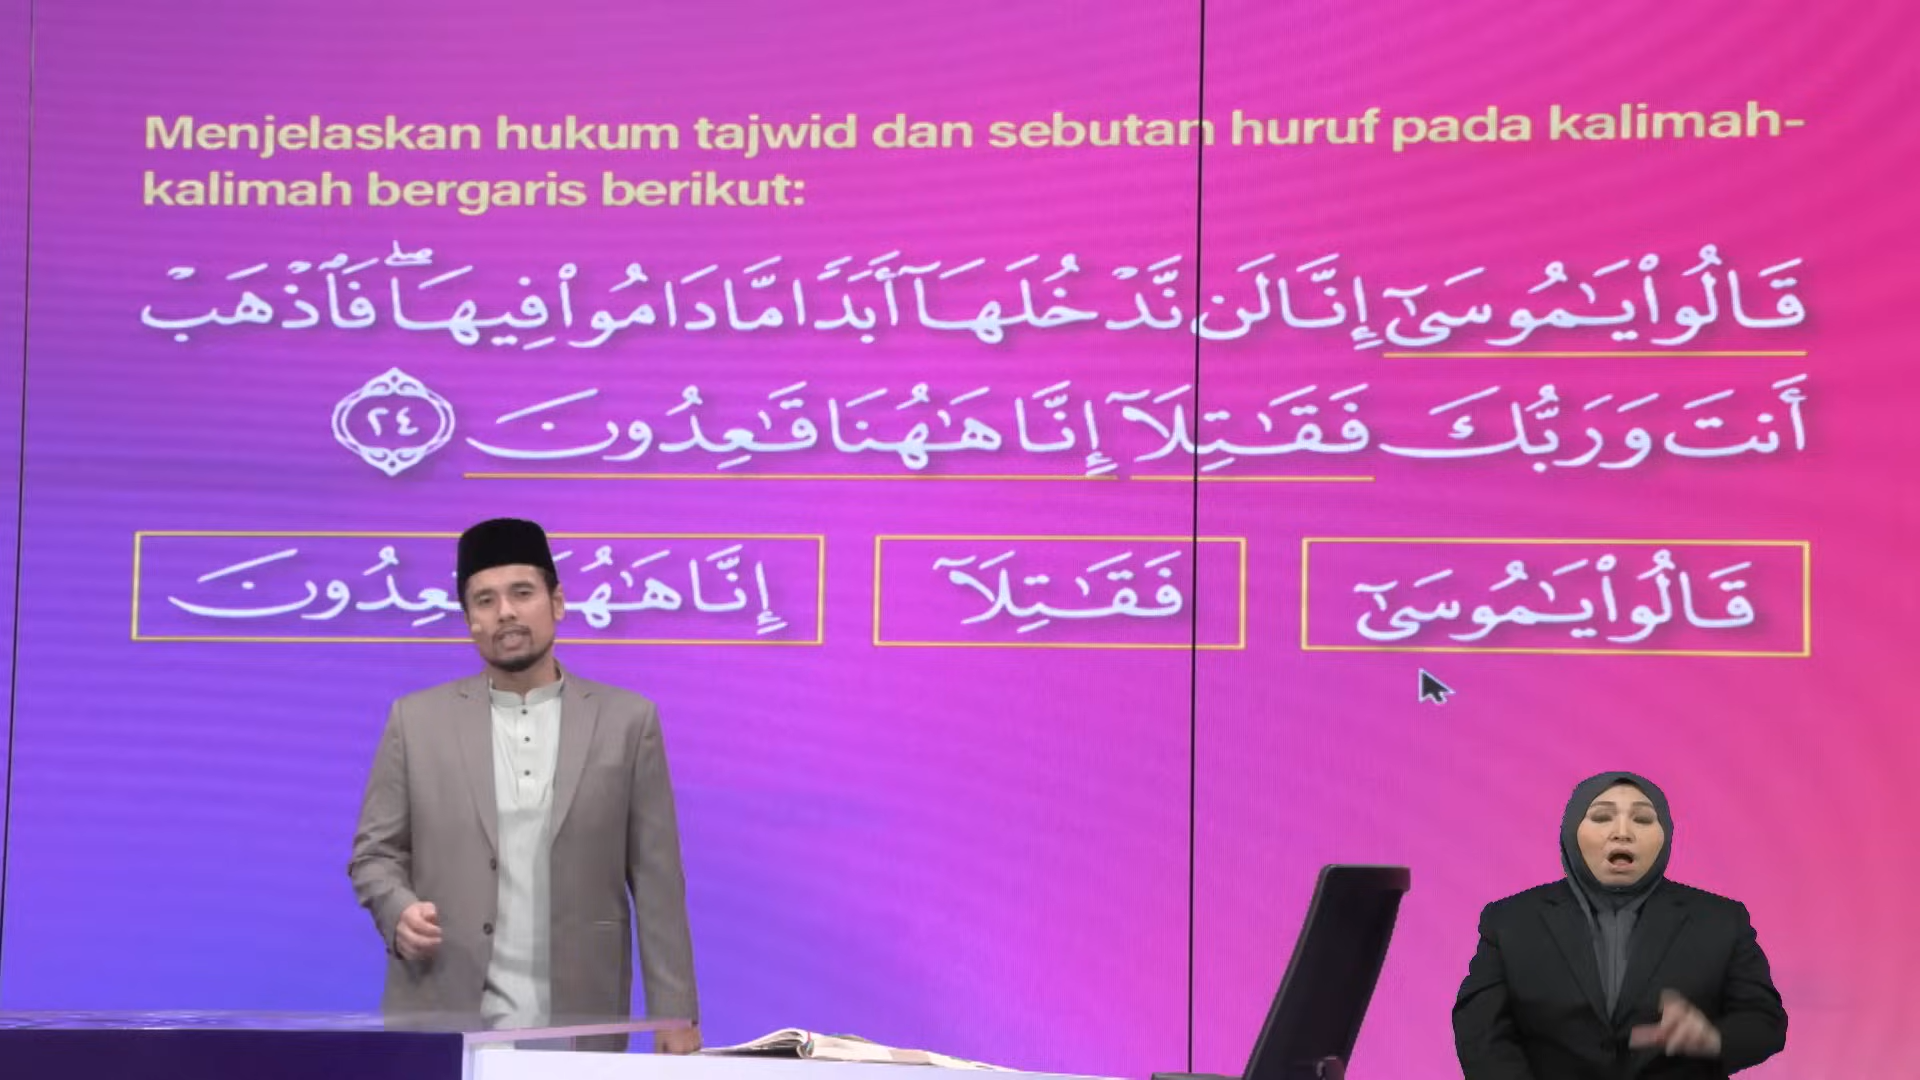 Menjelaskan hukum tajwid dan sebutan huruf pada kalimah-
kalimah bergaris berikut:
قَالُوا۟ يَـٰمُوسَىٰٓ إِنَّا لَن نَّدْخُلَهَآ أَبَدًا مَّا دَامُوا۟ فِيهَا ۖ فَٱذْهَبْ
أَنتَ وَرَبُّكَ فَقَـٰتِلَآ إِنَّا هَـٰهُنَا قَـٰعِدُونَ ٢٤
قَالُوا۟ يَـٰمُوسَىٰٓ
فَقَـٰتِلَآ
إِنَّا هَـٰهُنَا